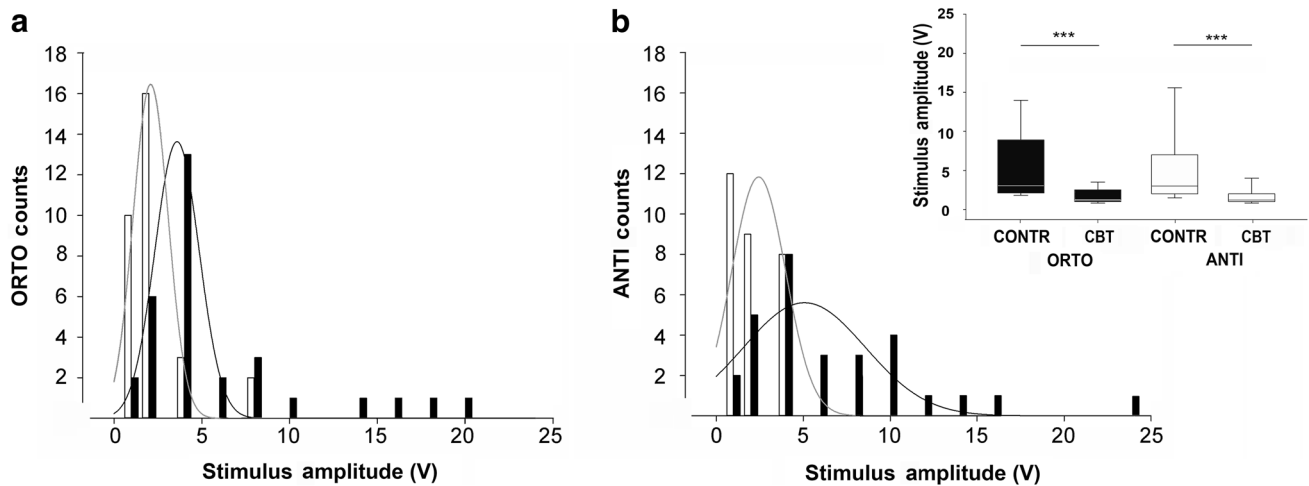 a
18
16
14
12
10
8
6
4
2
ORTO counts
0 5 10 15 20 25
Stimulus amplitude (V)
b
18
16
14
12
10
8
6
4
2
ANTI counts
0 5 10 15 20 25
Stimulus amplitude (V)
25
20
15
10
5
0
Stimulus amplitude (V)
*** ***
CONTR CBT CONTR CBT
ORTO ANTI